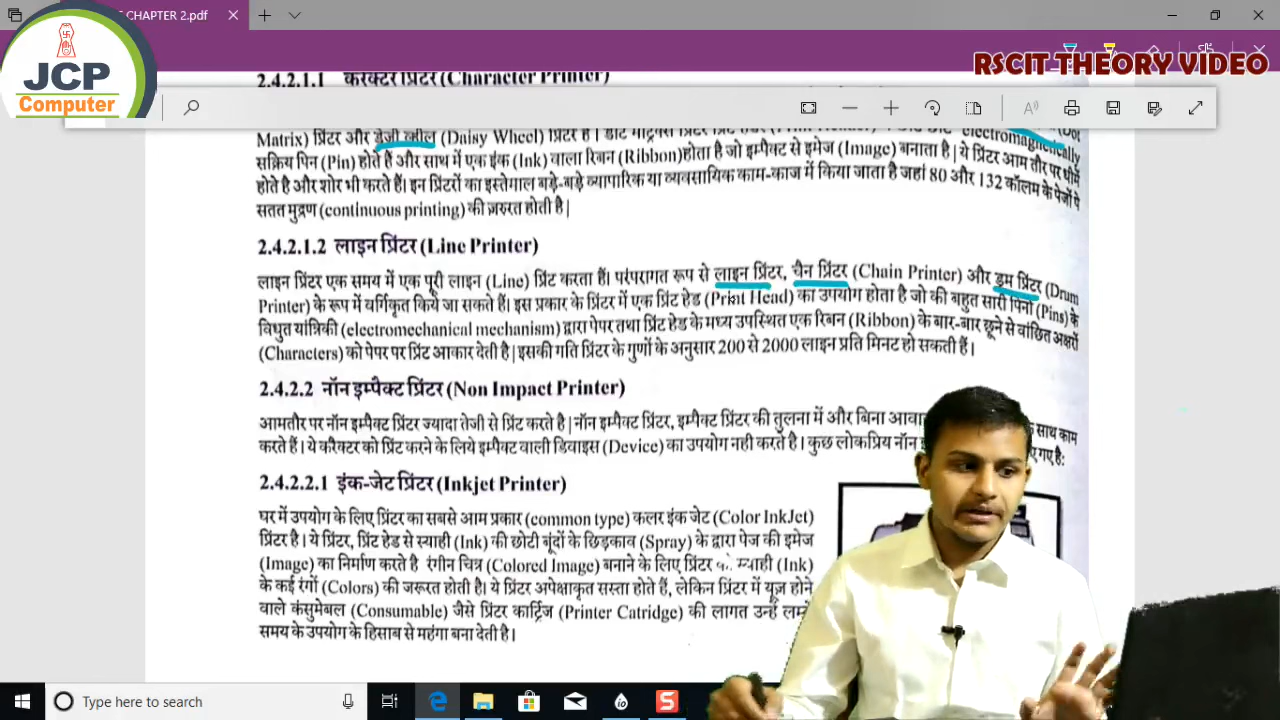 CHAPTER 2.pdf
JCP
Computer
RSCIT THEORY VIDEO
2.4.2.1.1 करैक्टर प्रिंटर (Character Printer)
Matrix) प्रिंटर और डेज़ी व्हील (Daisy Wheel) प्रिंटर है। डॉट मैट्रिक्स प्रिंटर electromagnetically
सक्रिय पिन (Pin) होते हैं और साथ में एक इंक (Ink) वाला रिबन (Ribbon)होता है जो इम्पैक्ट से इमेज (Image) बनाता है | ये प्रिंटर आम तौर पर धीमें
होते है और शोर भी करते हैं। इन प्रिंटरों का इस्तेगाल बड़े-बड़े व्यापारिक या व्यवसायिक काम-काज में किया जाता है जहां 80 और 132 कॉलम के पेजों पे
सतत मुद्रण (continuous printing) की ज़रुरत होती है |
2.4.2.1.2 लाइन प्रिंटर (Line Printer)
लाइन प्रिंटर एक समय में एक पूरी लाइन (Line) प्रिंट करता हैं। परंपरागत रूप से लाइन प्रिंटर, चैन प्रिंटर (Chain Printer) और ड्रम प्रिंटर (Drum
Printer) के रूप में वर्गिकृत किये जा सकते हैं। इस प्रकार के प्रिंटर में एक प्रिंट हेड (Print Head) का उपयोग होता है जो की बहुत सारी पिनों (Pins) के
विधुत यांत्रिकी (electromechanical mechanism) द्वारा पेपर तथा प्रिंट हेड के मध्य उपस्थित एक रिबन (Ribbon) के बार-बार छूने से वांछित अक्षरों
(Characters) को पेपर पर प्रिंट आकार देती है | इसकी गति प्रिंटर के गुणों के अनुसार 200 से 2000 लाइन प्रति मिनट हो सकती हैं।
2.4.2.2 नॉन इम्पैक्ट प्रिंटर (Non Impact Printer)
आमतौर पर नॉन इम्पैक्ट प्रिंटर ज्यादा तेजी से प्रिंट करते है | नॉन इम्पैक्ट प्रिंटर, इम्पैक्ट प्रिंटर की तुलना में और बिना आवा के साथ काम
करते हैं । ये करैक्टर को प्रिंट करने के लिये इम्पैक्ट वाली डिवाइस (Device) का उपयोग नही करते है। कुछ लोकप्रिय नॉन गए है:
2.4.2.2.1 इंक-जेट प्रिंटर (Inkjet Printer)
घर में उपयोग के लिए प्रिंटर का सबसे आम प्रकार (common type) कलर इंक जेट (Color InkJet)
प्रिंटर है। ये प्रिंटर, प्रिंट हेड से स्याही (Ink) की छोटी बूंदों के छिड़काव (Spray) के द्वारा पेज की इमेज
(Image) का निर्माण करते है रंगीन चित्र (Colored Image) बनाने के लिए प्रिंटर को स्याही (Ink)
के कई रंगों (Colors) की जरूरत होती है। ये प्रिंटर अपेक्षाकृत सस्ता होते हैं, लेकिन प्रिंटर में यूज़ होने
वाले कंसुमेबल (Consumable) जैसे प्रिंटर कार्ट्रिज (Printer Catridge) की लागत उन्हें लम्बे
समय के उपयोग के हिसाब से महंगा बना देती है।
Type here to search